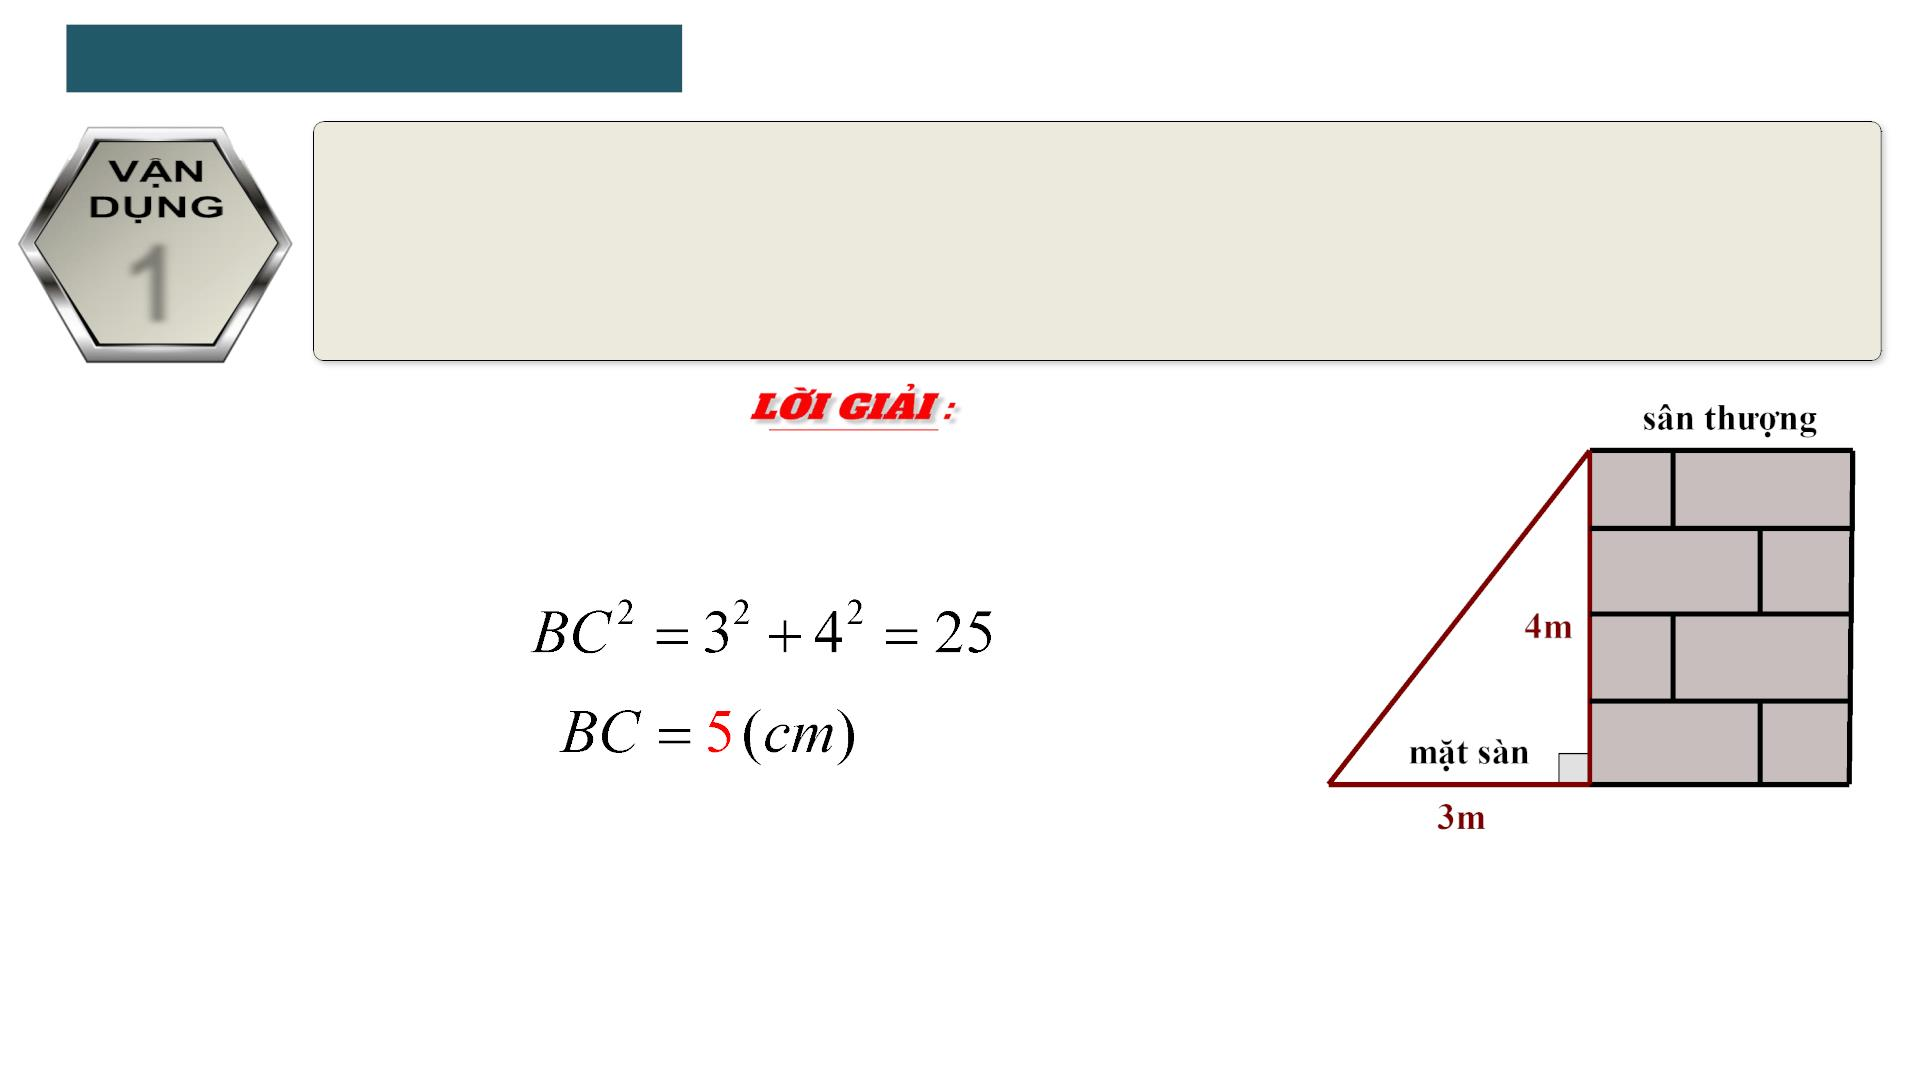 VẬN
DỤNG
1
LỜI GIẢI :
sân thượng
BC² = 3² + 4² = 25
4m
BC = 5 (cm)
mặt sàn
3m